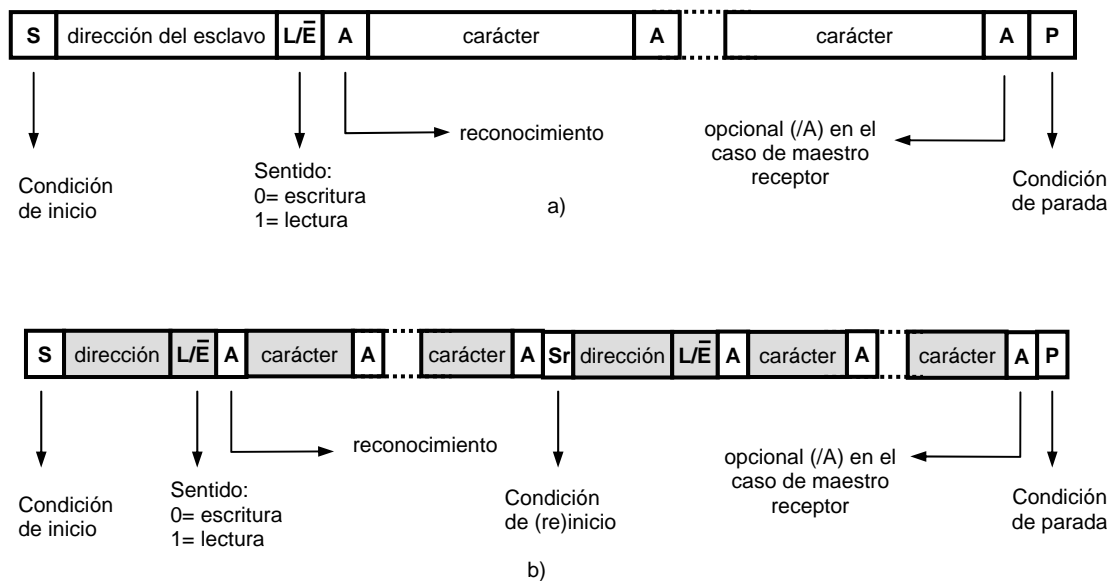 S dirección del esclavo L/E̅ A carácter A carácter A P
reconocimiento
opcional (/A) en el
caso de maestro
receptor
Condición
de inicio
Sentido:
0= escritura
1= lectura
Condición
de parada
a)
S dirección L/E̅ A carácter A carácter A Sr dirección L/E̅ A carácter A carácter A P
reconocimiento
opcional (/A) en el
caso de maestro
receptor
Condición
de inicio
Sentido:
0= escritura
1= lectura
Condición
de (re)inicio
Condición
de parada
b)